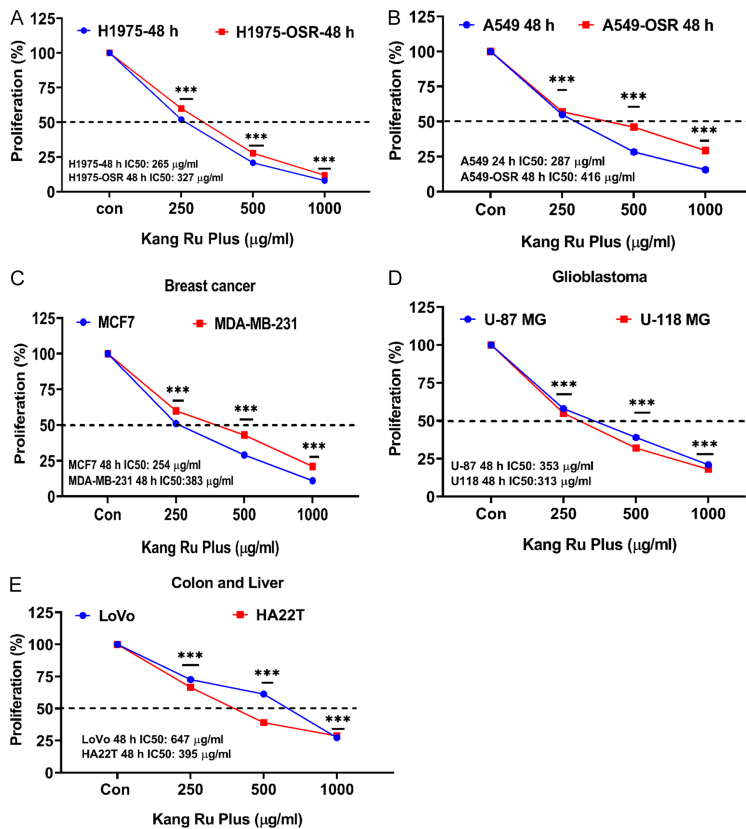 A
H1975-48 h
H1975-OSR-48 h
Proliferation (%)
125
100
75
50
25
0
***
***
***
H1975-48 h IC50: 265 μg/ml
H1975-OSR 48 h IC50: 327 μg/ml
con
250
500
1000
Kang Ru Plus (μg/ml)
B
A549 48 h
A549-OSR 48 h
Proliferation (%)
125
100
75
50
25
0
***
***
***
A549 24 h IC50: 287 μg/ml
A549-OSR 48 h IC50: 416 μg/ml
Con
250
500
1000
Kang Ru Plus (μg/ml)
C
Breast cancer
MCF7
MDA-MB-231
Proliferation (%)
125
100
75
50
25
0
***
***
***
MCF7 48 h IC50: 254 μg/ml
MDA-MB-231 48 h IC50:383 μg/ml
Con
250
500
1000
Kang Ru Plus (μg/ml)
D
Glioblastoma
U-87 MG
U-118 MG
Proliferation (%)
125
100
75
50
25
0
***
***
***
U-87 48 h IC50: 353 μg/ml
U118 48 h IC50:313 μg/ml
Con
250
500
1000
Kang Ru Plus (μg/ml)
E
Colon and Liver
LoVo
HA22T
Proliferation (%)
125
100
75
50
25
0
***
***
***
LoVo 48 h IC50: 647 μg/ml
HA22T 48 h IC50: 395 μg/ml
Con
250
500
1000
Kang Ru Plus (μg/ml)